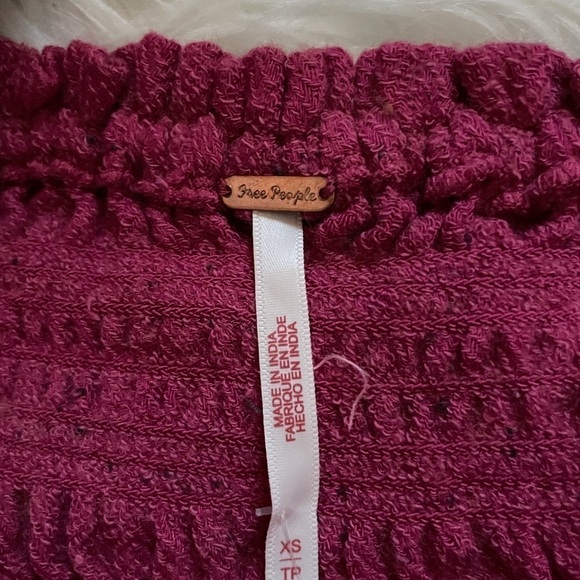 Free People
MADE IN INDIA
FABRIQUE EN INDE
HECHO EN INDIA
XS
TP